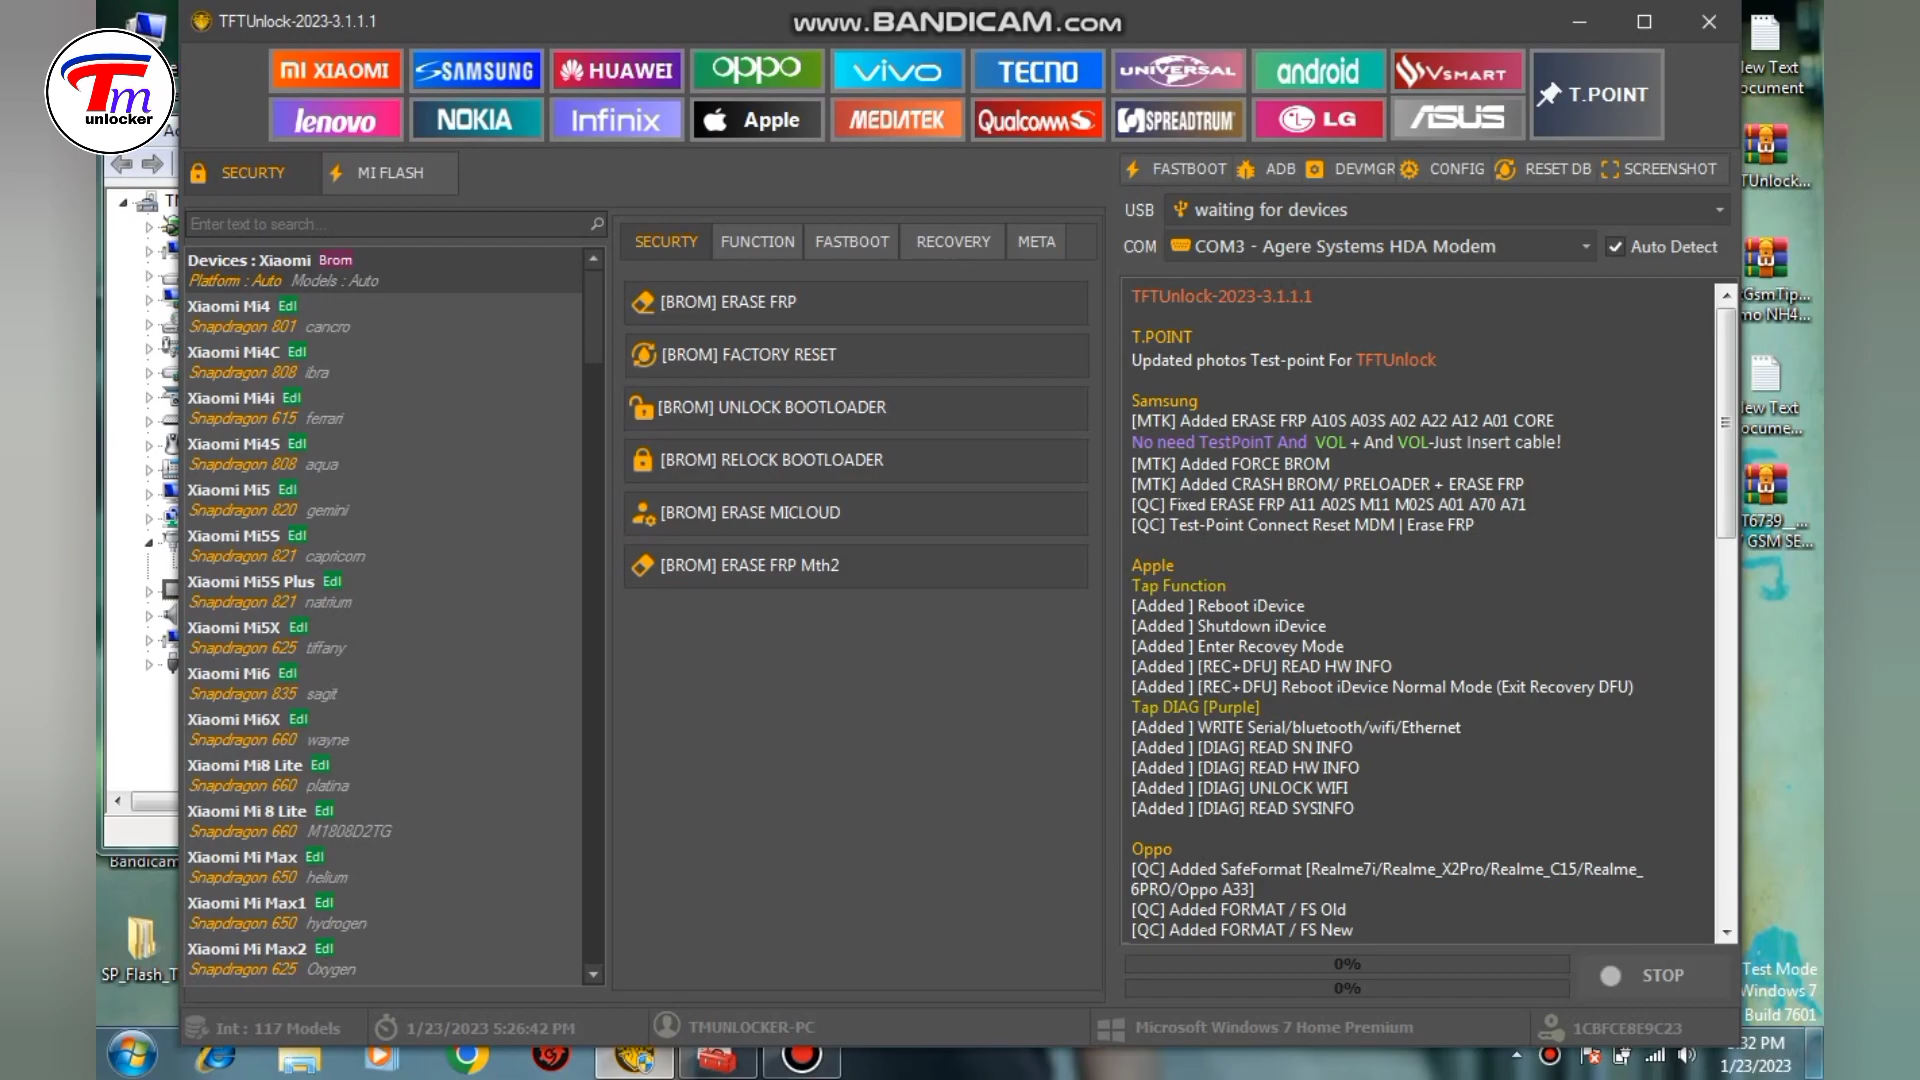 TFTUnlock-2023-3.1.1.1
www.BANDICAM.com
Tm
unlocker
MI XIAOMI
SAMSUNG
HUAWEI
oppo
vivo
TECNO
UNIVERSAL
android
VSMART
T.POINT
lenovo
NOKIA
Infinix
Apple
MEDIATEK
Qualcomm
SPREADTRUM
LG
ASUS
SECURTY
MI FLASH
FASTBOOT
ADB
DEVMGR
CONFIG
RESET DB
SCREENSHOT
USB
waiting for devices
COM
COM3 - Agere Systems HDA Modem
Auto Detect
Enter text to search...
SECURTY
FUNCTION
FASTBOOT
RECOVERY
META
Devices : Xiaomi Brom
Platform : Auto Models : Auto
Xiaomi Mi4 Edl
Snapdragon 801 cancro
Xiaomi Mi4C Edl
Snapdragon 808 ibra
Xiaomi Mi4i Edl
Snapdragon 615 ferrari
Xiaomi Mi4S Edl
Snapdragon 808 aqua
Xiaomi Mi5 Edl
Snapdragon 820 gemini
Xiaomi Mi5S Edl
Snapdragon 821 capricorn
Xiaomi Mi5S Plus Edl
Snapdragon 821 natrium
Xiaomi Mi5X Edl
Snapdragon 625 tiffany
Xiaomi Mi6 Edl
Snapdragon 835 sagit
Xiaomi Mi6X Edl
Snapdragon 660 wayne
Xiaomi Mi8 Lite Edl
Snapdragon 660 platina
Xiaomi Mi 8 Lite Edl
Snapdragon 660 M1808D2TG
Xiaomi Mi Max Edl
Snapdragon 650 helium
Xiaomi Mi Max1 Edl
Snapdragon 650 hydrogen
Xiaomi Mi Max2 Edl
Snapdragon 625 Oxygen
[BROM] ERASE FRP
[BROM] FACTORY RESET
[BROM] UNLOCK BOOTLOADER
[BROM] RELOCK BOOTLOADER
[BROM] ERASE MICLOUD
[BROM] ERASE FRP Mth2
TFTUnlock-2023-3.1.1.1
T.POINT
Updated photos Test-point For TFTUnlock
Samsung
[MTK] Added ERASE FRP A10S A03S A02 A22 A12 A01 CORE
No need TestPoinT And VOL + And VOL-Just Insert cable!
[MTK] Added FORCE BROM
[MTK] Added CRASH BROM/ PRELOADER + ERASE FRP
[QC] Fixed ERASE FRP A11 A02S M11 M02S A01 A70 A71
[QC] Test-Point Connect Reset MDM | Erase FRP
Apple
Tap Function
[Added ] Reboot iDevice
[Added ] Shutdown iDevice
[Added ] Enter Recovey Mode
[Added ] [REC+DFU] READ HW INFO
[Added ] [REC+DFU] Reboot iDevice Normal Mode (Exit Recovery DFU)
Tap DIAG [Purple]
[Added ] WRITE Serial/bluetooth/wifi/Ethernet
[Added ] [DIAG] READ SN INFO
[Added ] [DIAG] READ HW INFO
[Added ] [DIAG] UNLOCK WIFI
[Added ] [DIAG] READ SYSINFO
Oppo
[QC] Added SafeFormat [Realme7i/Realme_X2Pro/Realme_C15/Realme_
6PRO/Oppo A33]
[QC] Added FORMAT / FS Old
[QC] Added FORMAT / FS New
0%
0%
STOP
Int : 117 Models
1/23/2023 5:26:42 PM
TMUNLOCKER-PC
Microsoft Windows 7 Home Premium
1CBFCE8E9C23
Bandicam
SP_Flash_T
ew Text
ocument
TUnlock...
GsmTip...
mo NH4...
ew Text
ocume...
T6739_...
GSM SE...
Test Mode
Windows 7
Build 7601
:32 PM
1/23/2023